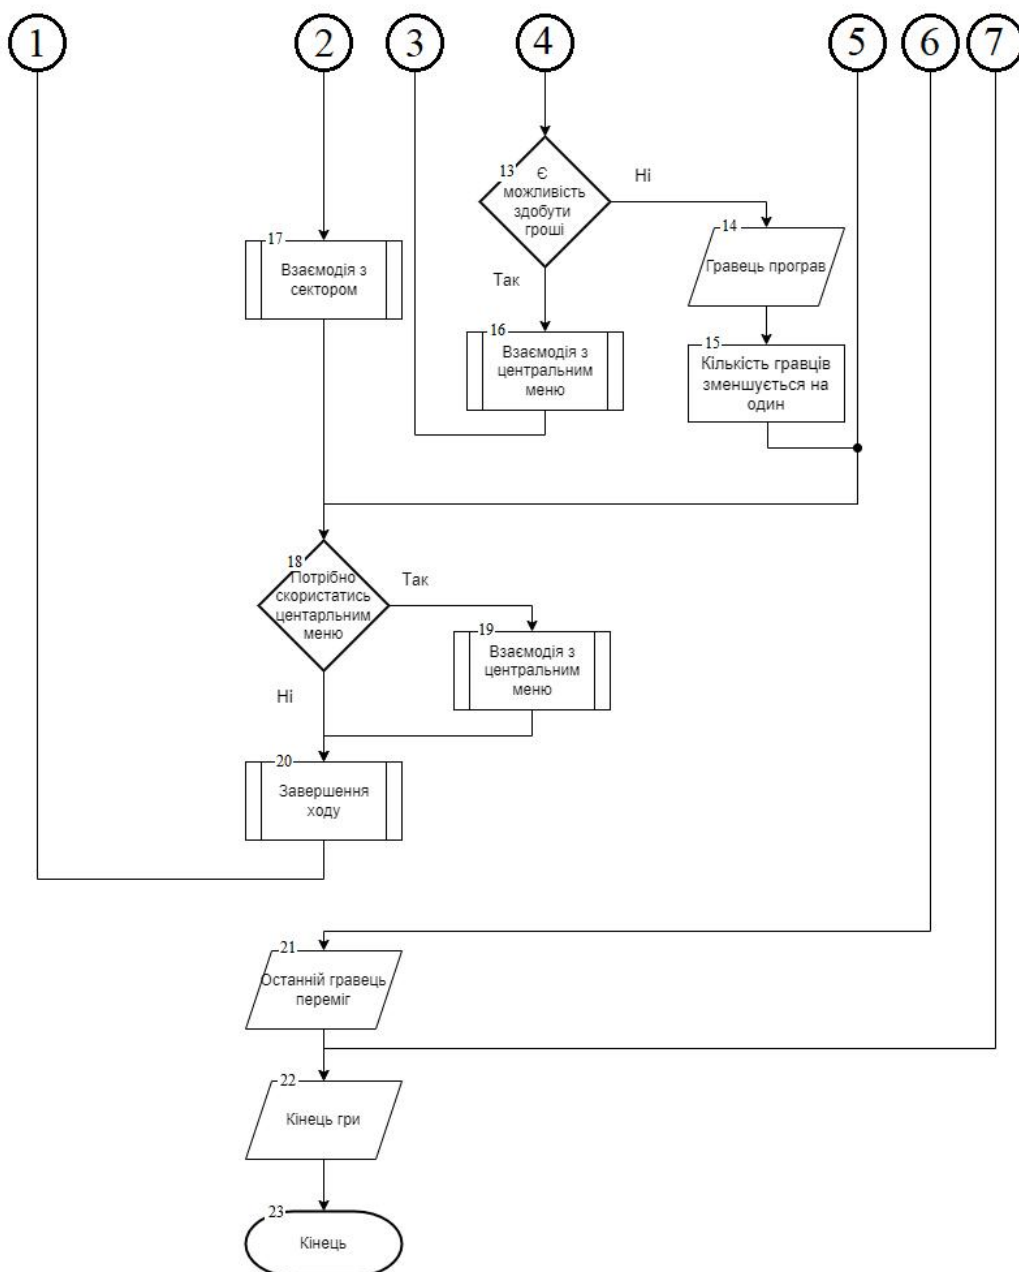 1 2 3 4 5 6 7
13
Є
можливість
здобути
гроші
Ні
Так
14
Гравець програв
17
Взаємодія з
сектором
16
Взаємодія з
центральним
меню
15
Кількість гравців
зменшується на
один
18
Потрібно
скористатись
центарльним
меню
Так
Ні
19
Взаємодія з
центральним
меню
20
Завершення
ходу
21
Останній гравець
переміг
22
Кінець гри
23
Кінець